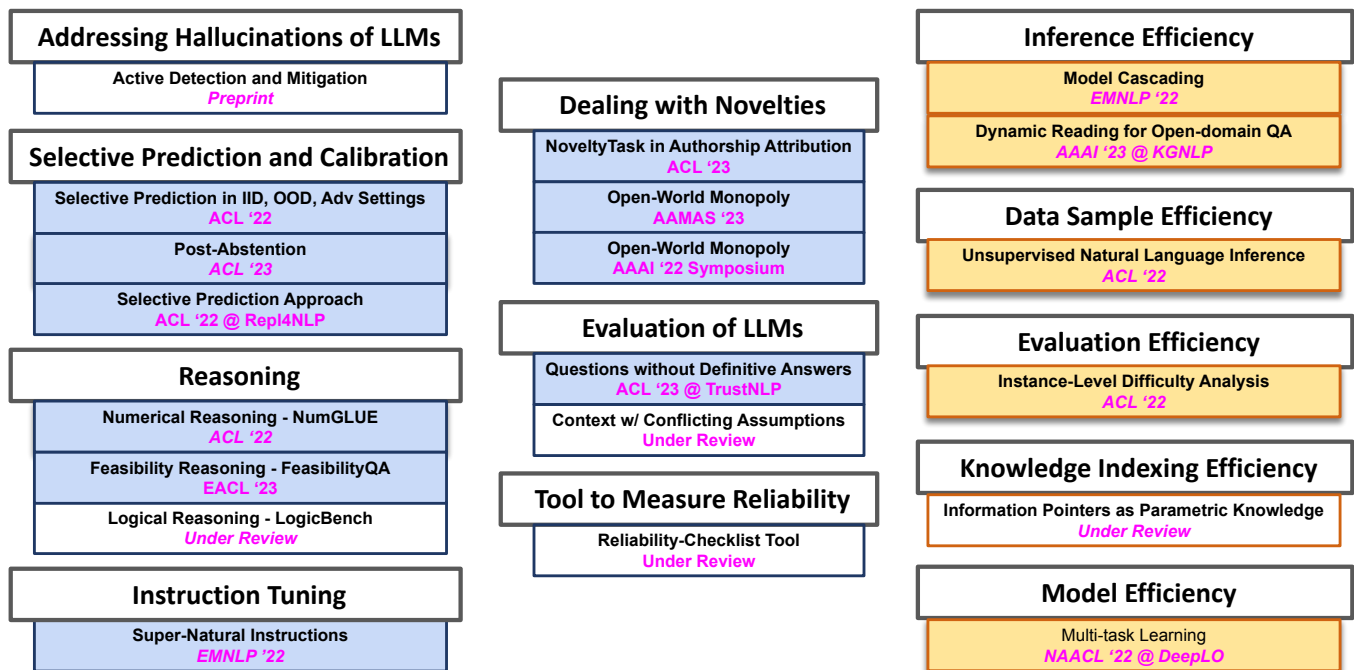 Addressing Hallucinations of LLMs
Active Detection and Mitigation
Preprint
Selective Prediction and Calibration
Selective Prediction in IID, OOD, Adv Settings
ACL ‘22
Post-Abstention
ACL ‘23
Selective Prediction Approach
ACL ‘22 @ Repl4NLP
Reasoning
Numerical Reasoning - NumGLUE
ACL ‘22
Feasibility Reasoning - FeasibilityQA
EACL ‘23
Logical Reasoning - LogicBench
Under Review
Instruction Tuning
Super-Natural Instructions
EMNLP ’22
Dealing with Novelties
NoveltyTask in Authorship Attribution
ACL ‘23
Open-World Monopoly
AAMAS ‘23
Open-World Monopoly
AAAI ‘22 Symposium
Evaluation of LLMs
Questions without Definitive Answers
ACL ‘23 @ TrustNLP
Context w/ Conflicting Assumptions
Under Review
Tool to Measure Reliability
Reliability-Checklist Tool
Under Review
Inference Efficiency
Model Cascading
EMNLP ‘22
Dynamic Reading for Open-domain QA
AAAI ‘23 @ KGNLP
Data Sample Efficiency
Unsupervised Natural Language Inference
ACL ‘22
Evaluation Efficiency
Instance-Level Difficulty Analysis
ACL ‘22
Knowledge Indexing Efficiency
Information Pointers as Parametric Knowledge
Under Review
Model Efficiency
Multi-task Learning
NAACL ‘22 @ DeepLO